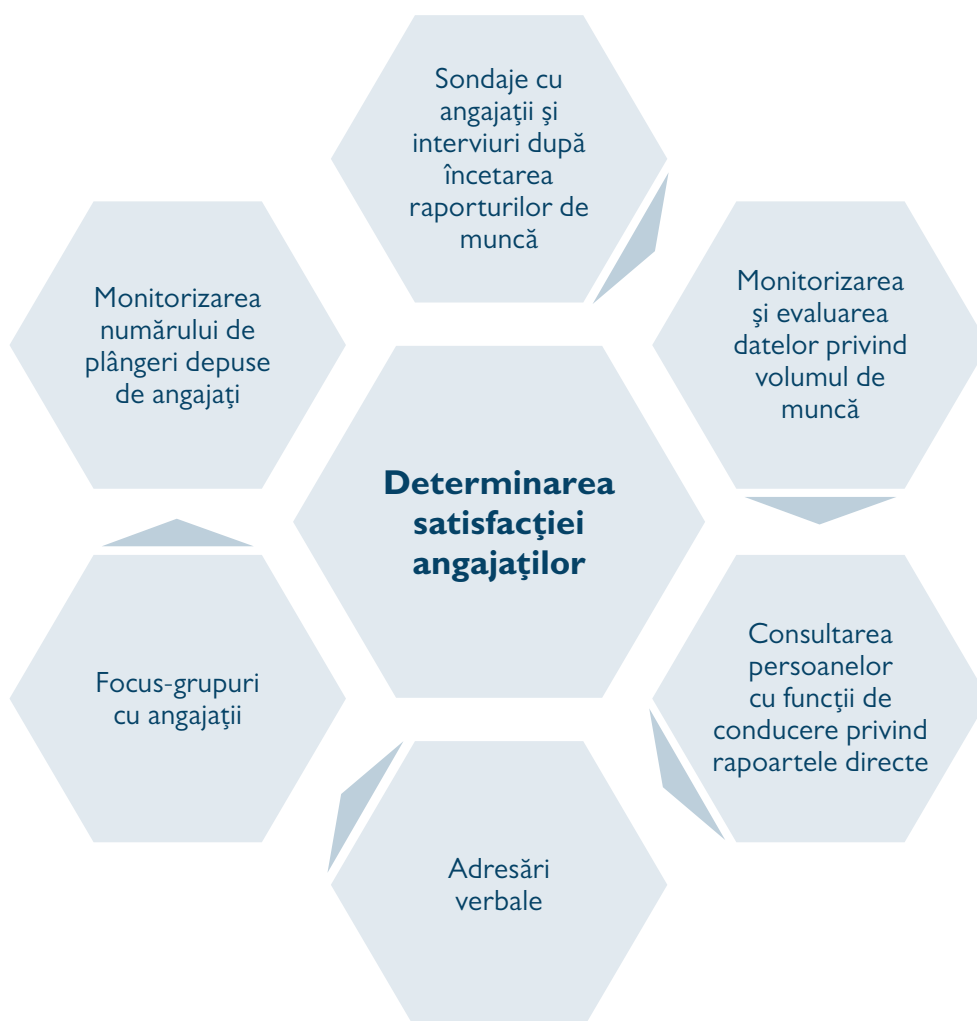 Sondaje cu
angajații și
interviuri după
încetarea
raporturilor de
muncă
Monitorizarea
și evaluarea
datelor privind
volumul de
muncă
Consultarea
persoanelor
cu funcții de
conducere privind
rapoartele directe
Adresări
verbale
Focus-grupuri
cu angajații
Monitorizarea
numărului de
plângeri depuse
de angajați
Determinarea
satisfacției
angajaților